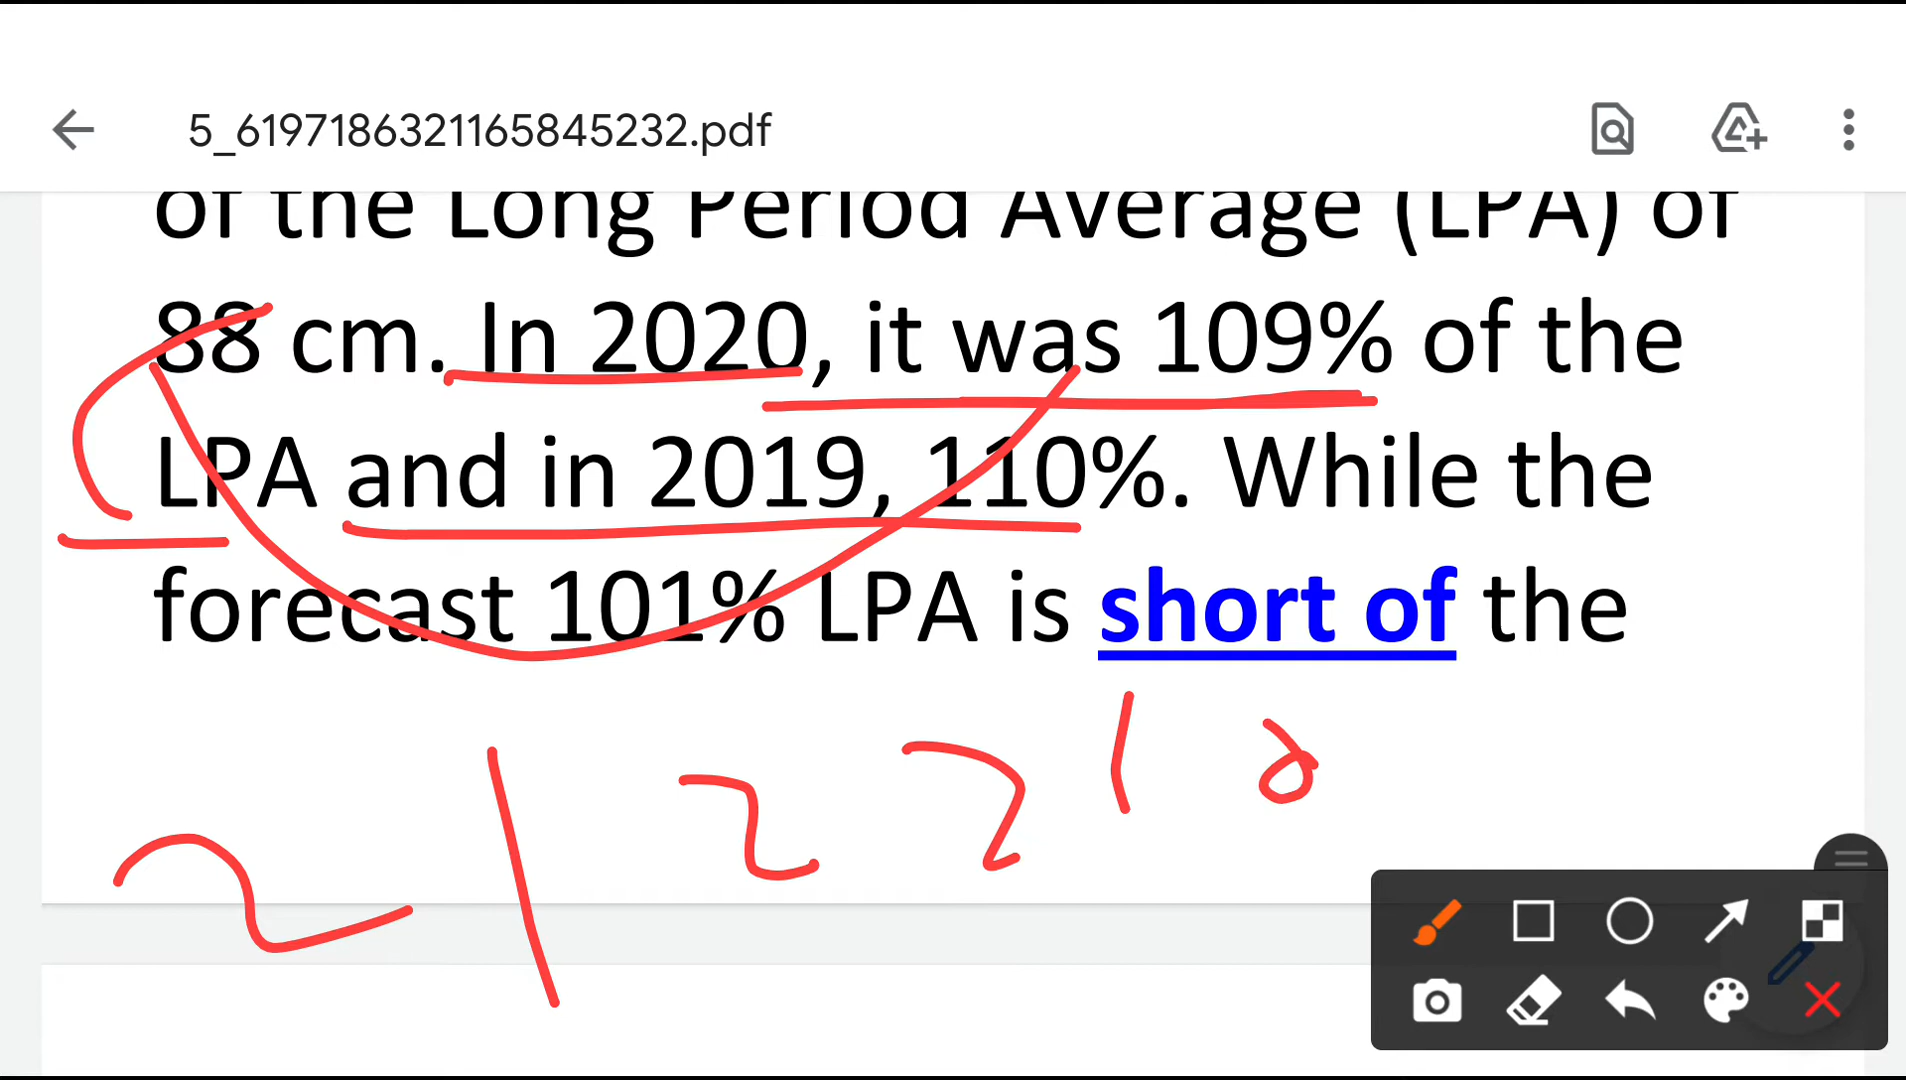 5_6197186321165845232.pdf
of the Long Period Average (LPA) of
88 cm. In 2020, it was 109% of the
LPA and in 2019, 110%. While the
forecast 101% LPA is short of the